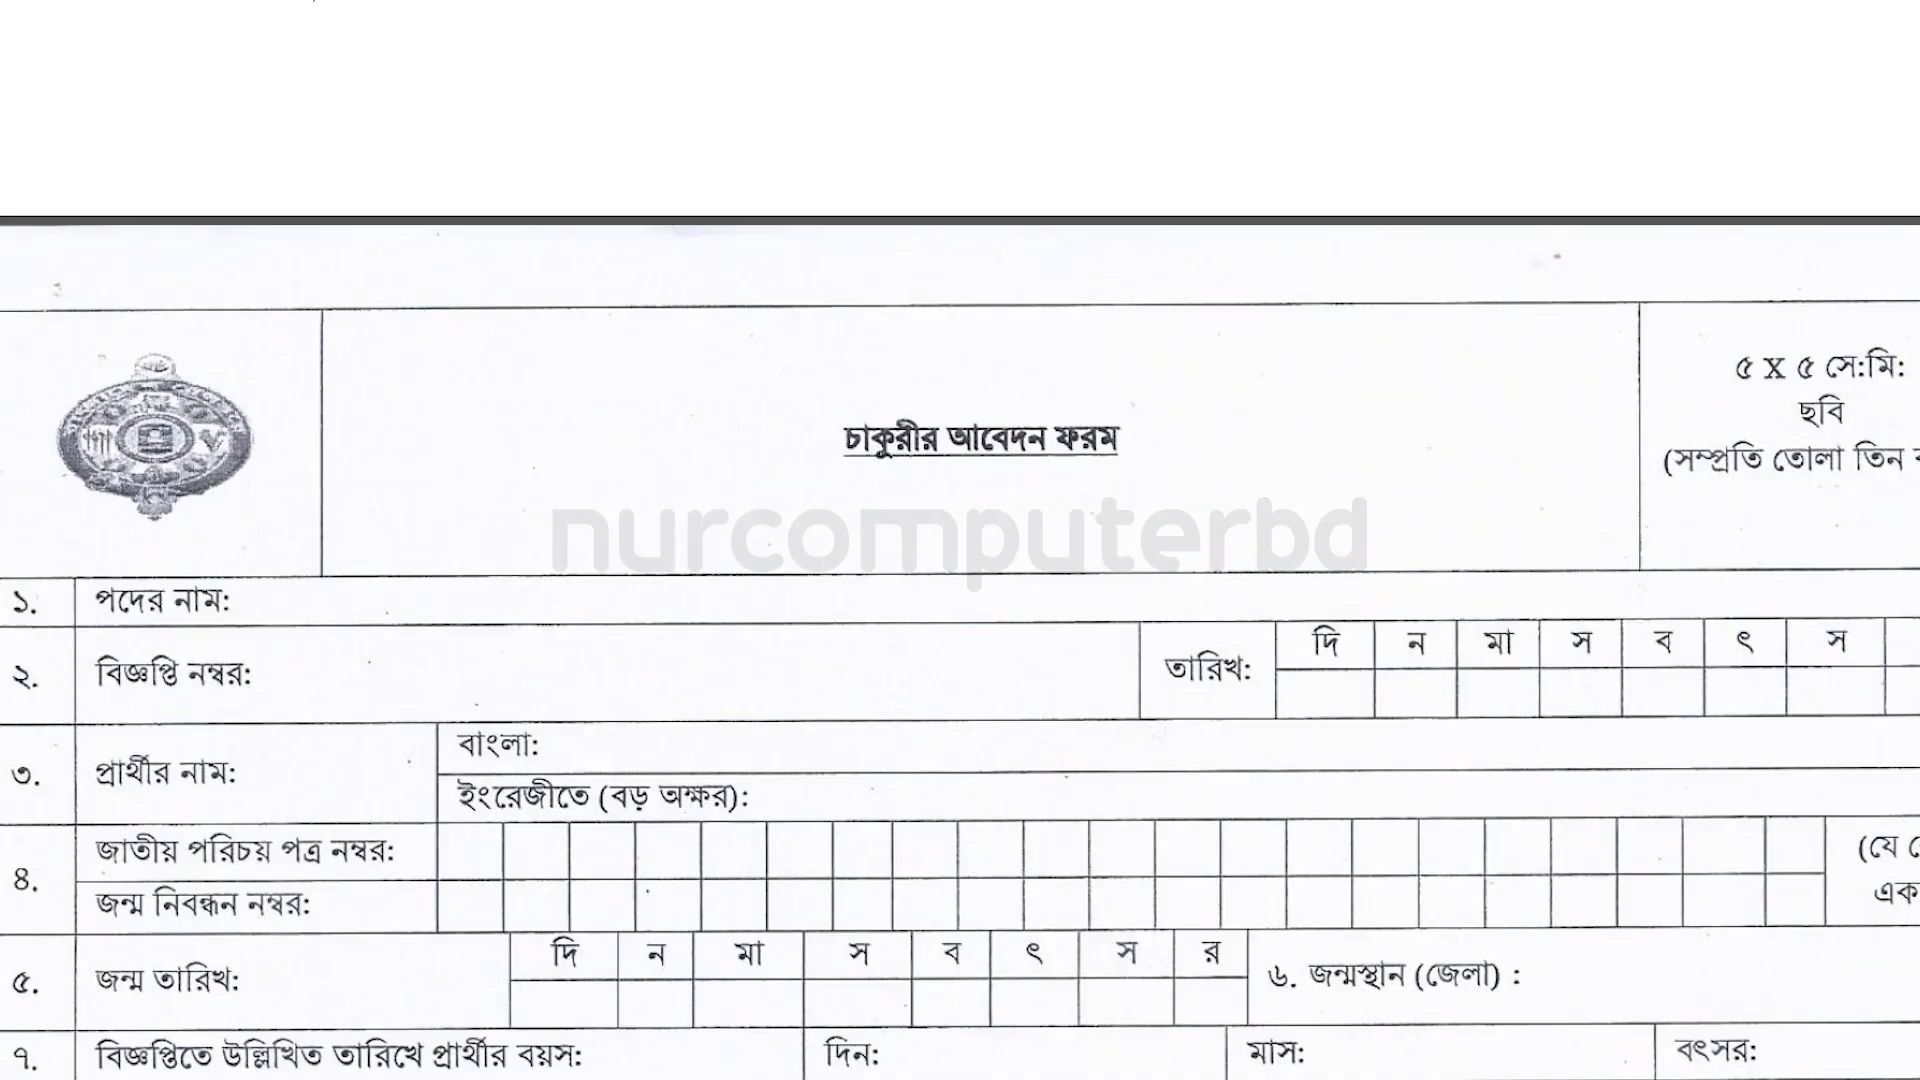 ৫ X ৫ সে:মি:
ছবি
(সম্প্রতি তোলা তিন
চাকুরীর আবেদন ফরম
nurcomputerbd
১. পদের নাম:
২. বিজ্ঞপ্তি নম্বর: তারিখ: দি ন মা স ব ৎ স
৩. প্রার্থীর নাম: বাংলা:
ইংরেজীতে (বড় অক্ষর):
৪. জাতীয় পরিচয় পত্র নম্বর: (যে
জন্ম নিবন্ধন নম্বর: এক
৫. জন্ম তারিখ: দি ন মা স ব ৎ স র ৬. জন্মস্থান (জেলা) :
৭. বিজ্ঞপ্তিতে উল্লিখিত তারিখে প্রার্থীর বয়স: দিন: মাস: বৎসর: